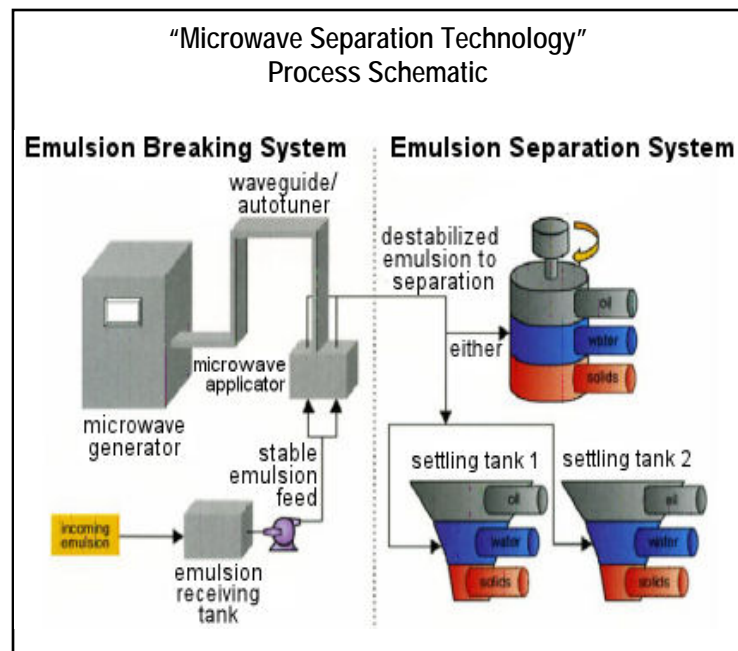 “Microwave Separation Technology”
Process Schematic
Emulsion Breaking System
waveguide/
autotuner
microwave
applicator
microwave
generator
stable
emulsion
feed
incoming
emulsion
emulsion
receiving
tank
Emulsion Separation System
destabilized
emulsion to
separation
either
oil
water
solids
settling tank 1
oil
water
solids
settling tank 2
oil
water
solids